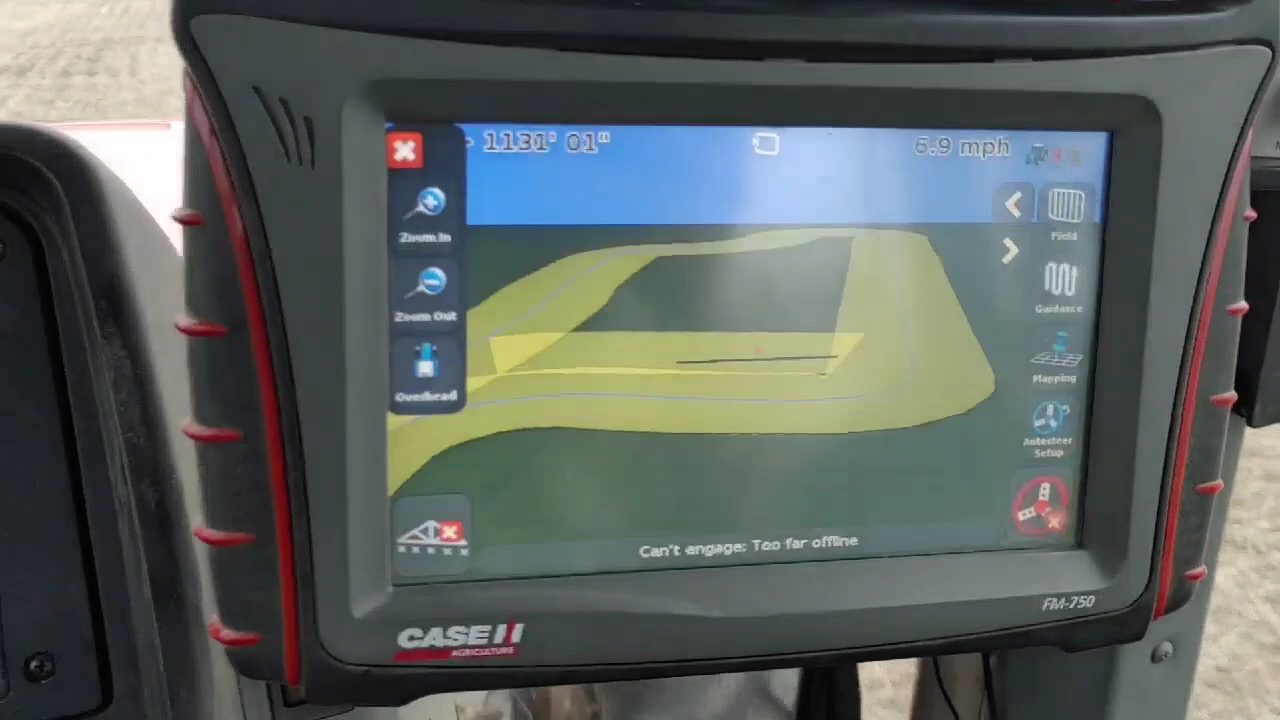 1131' 01"
6.9 mph
Zoom In
Zoom Out
Overhead
Field
Guidance
Mapping
Autosteer
Setup
Can't engage: Too far offline
FM-750
CASE IH
AGRICULTURE